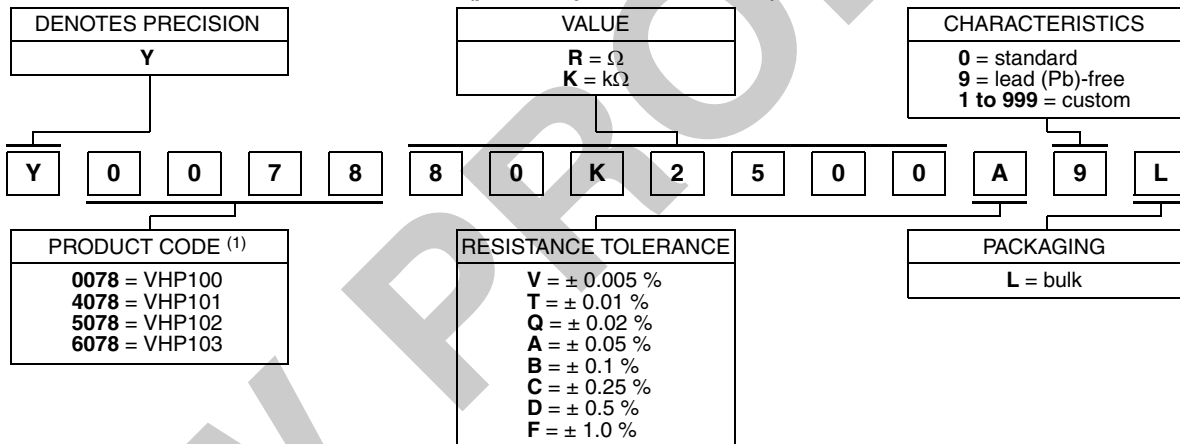 DENOTES PRECISION
Y
VALUE
R = Ω
K = kΩ
CHARACTERISTICS
0 = standard
9 = lead (Pb)-free
1 to 999 = custom
Y 0 0 7 8 8 0 K 2 5 0 0 A 9 L
PRODUCT CODE (1)
0078 = VHP100
4078 = VHP101
5078 = VHP102
6078 = VHP103
RESISTANCE TOLERANCE
V = ± 0.005 %
T = ± 0.01 %
Q = ± 0.02 %
A = ± 0.05 %
B = ± 0.1 %
C = ± 0.25 %
D = ± 0.5 %
F = ± 1.0 %
PACKAGING
L = bulk